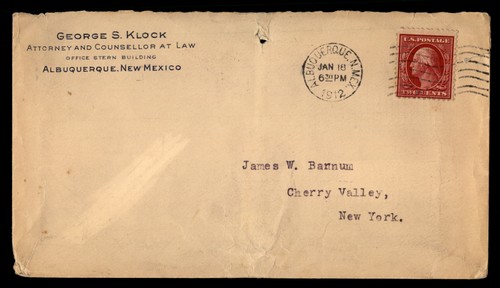 GEORGE S. KLOCK
ATTORNEY AND COUNSELLOR AT LAW
OFFICE STERN BUILDING
ALBUQUERQUE, NEW MEXICO
ALBUQUERQUE, N.MEX.
JAN 18
6 PM
1912
U.S. POSTAGE
TWO CENTS
James W. Barnum
Cherry Valley,
New York.